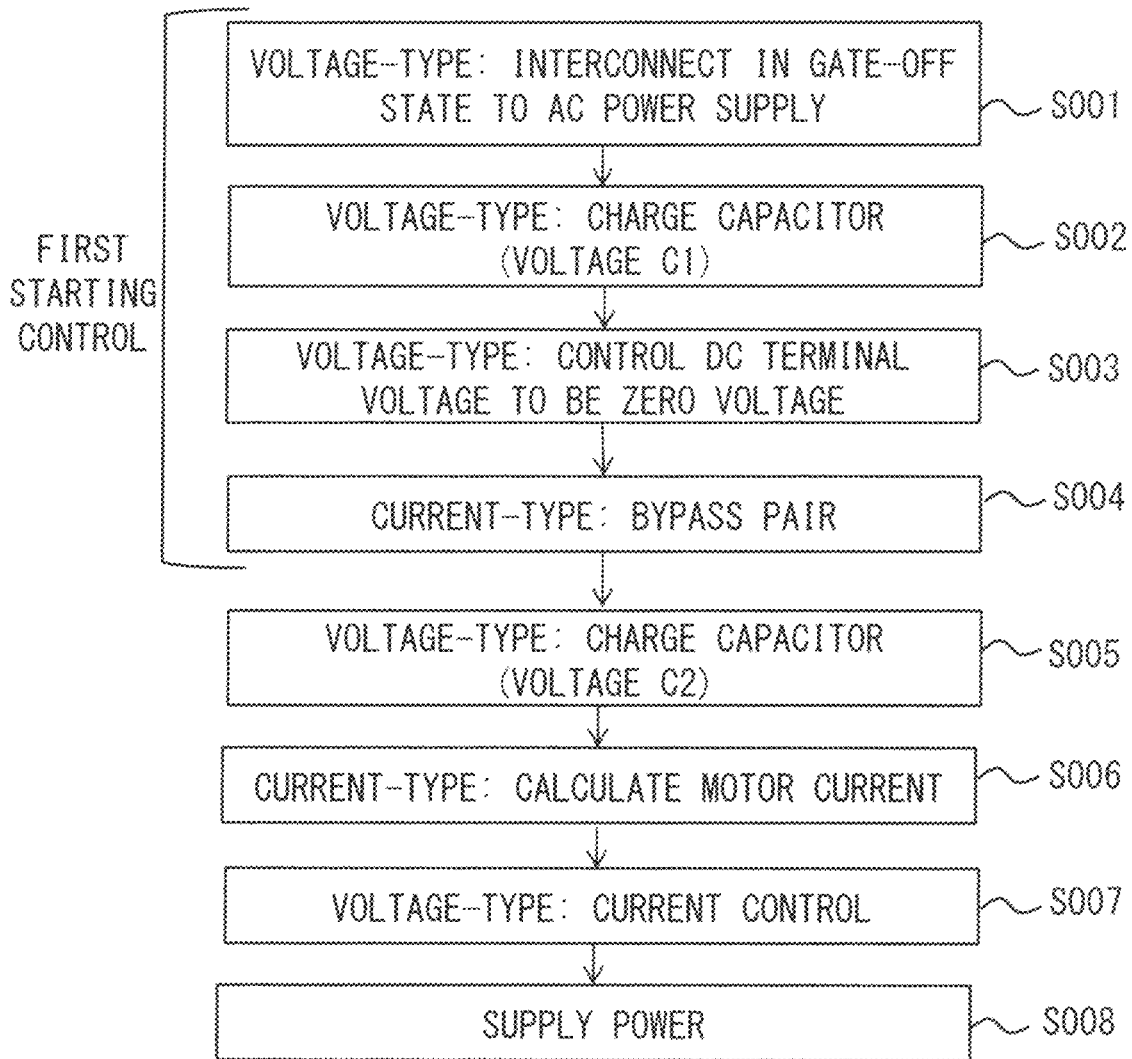 VOLTAGE-TYPE: INTERCONNECT IN GATE-OFF
STATE TO AC POWER SUPPLY
S001
VOLTAGE-TYPE: CHARGE CAPACITOR
(VOLTAGE C1)
S002
FIRST
STARTING
CONTROL
VOLTAGE-TYPE: CONTROL DC TERMINAL
VOLTAGE TO BE ZERO VOLTAGE
S003
CURRENT-TYPE: BYPASS PAIR
S004
VOLTAGE-TYPE: CHARGE CAPACITOR
(VOLTAGE C2)
S005
CURRENT-TYPE: CALCULATE MOTOR CURRENT
S006
VOLTAGE-TYPE: CURRENT CONTROL
S007
SUPPLY POWER
S008